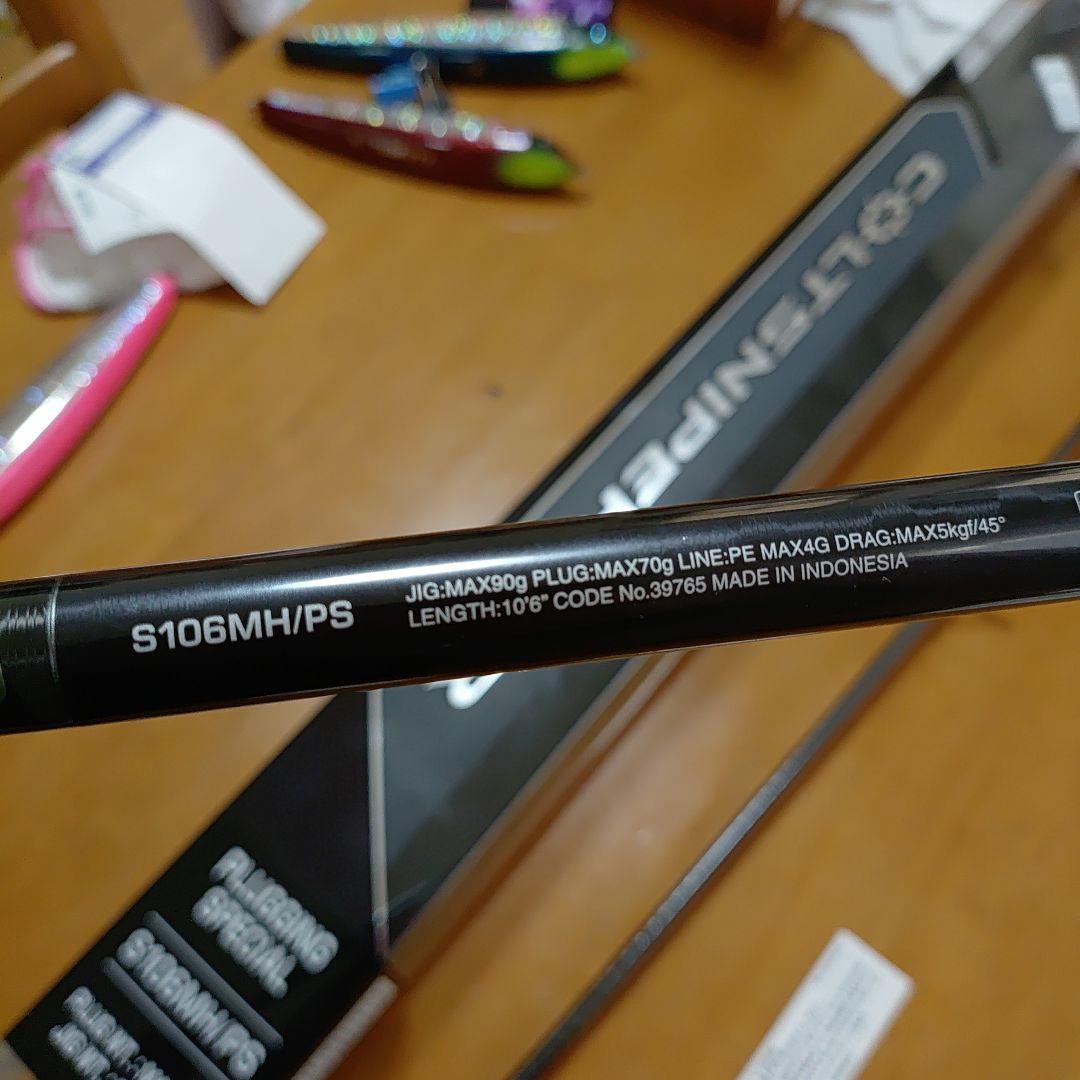 COLTSNIPER
S106MH/PS
JIG:MAX90g PLUG:MAX70g LINE:PE MAX4G DRAG:MAX5kgf/45°
LENGTH:10'6" CODE No.39765 MADE IN INDONESIA
PLUGGING
SPECIAL
S106MH/PS